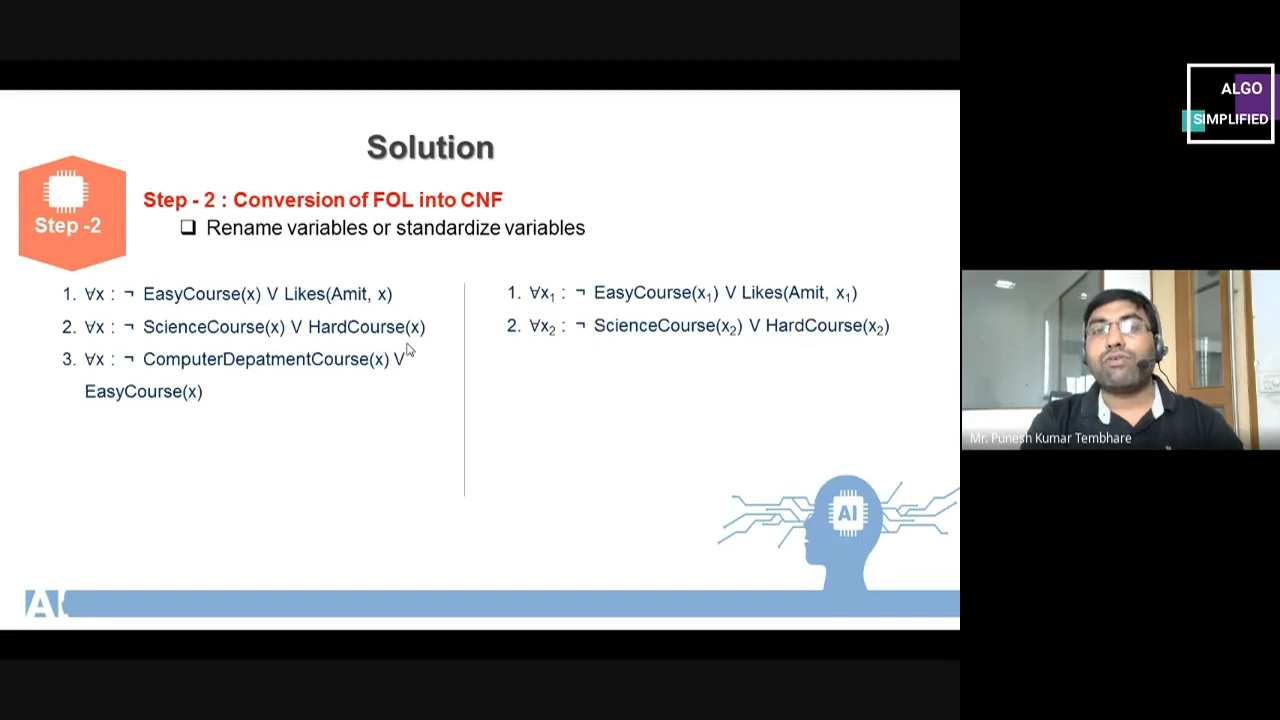 Solution
Step -2
Step - 2 : Conversion of FOL into CNF
❑ Rename variables or standardize variables
1. ∀x : ¬ EasyCourse(x) V Likes(Amit, x)
2. ∀x : ¬ ScienceCourse(x) V HardCourse(x)
3. ∀x : ¬ ComputerDepatmentCourse(x) V
EasyCourse(x)
1. ∀x₁ : ¬ EasyCourse(x₁) V Likes(Amit, x₁)
2. ∀x₂ : ¬ ScienceCourse(x₂) V HardCourse(x₂)
AI
ALGO
SIMPLIFIED
Mr. Punesh Kumar Tembhare